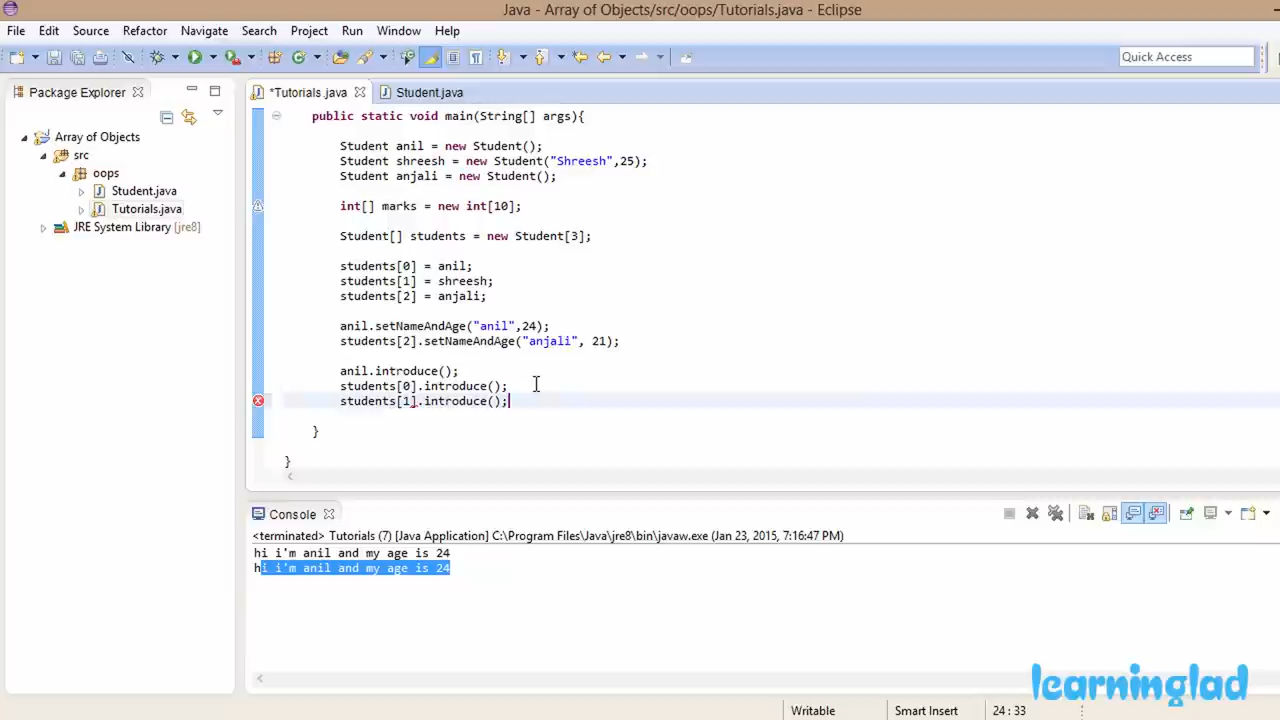 Java - Array of Objects/src/oops/Tutorials.java - Eclipse
File Edit Source Refactor Navigate Search Project Run Window Help
Quick Access
Package Explorer
*Tutorials.java Student.java
Array of Objects
src
oops
Student.java
Tutorials.java
JRE System Library [jre8]
public static void main(String[] args){
Student anil = new Student();
Student shreesh = new Student("Shreesh",25);
Student anjali = new Student();
int[] marks = new int[10];
Student[] students = new Student[3];
students[0] = anil;
students[1] = shreesh;
students[2] = anjali;
anil.setNameAndAge("anil",24);
students[2].setNameAndAge("anjali", 21);
anil.introduce();
students[0].introduce();
students[1].introduce();
}
}
Console
<terminated> Tutorials (7) [Java Application] C:\Program Files\Java\jre8\bin\javaw.exe (Jan 23, 2015, 7:16:47 PM)
hi i'm anil and my age is 24
hi i'm anil and my age is 24
learninglad
Writable Smart Insert 24 : 33